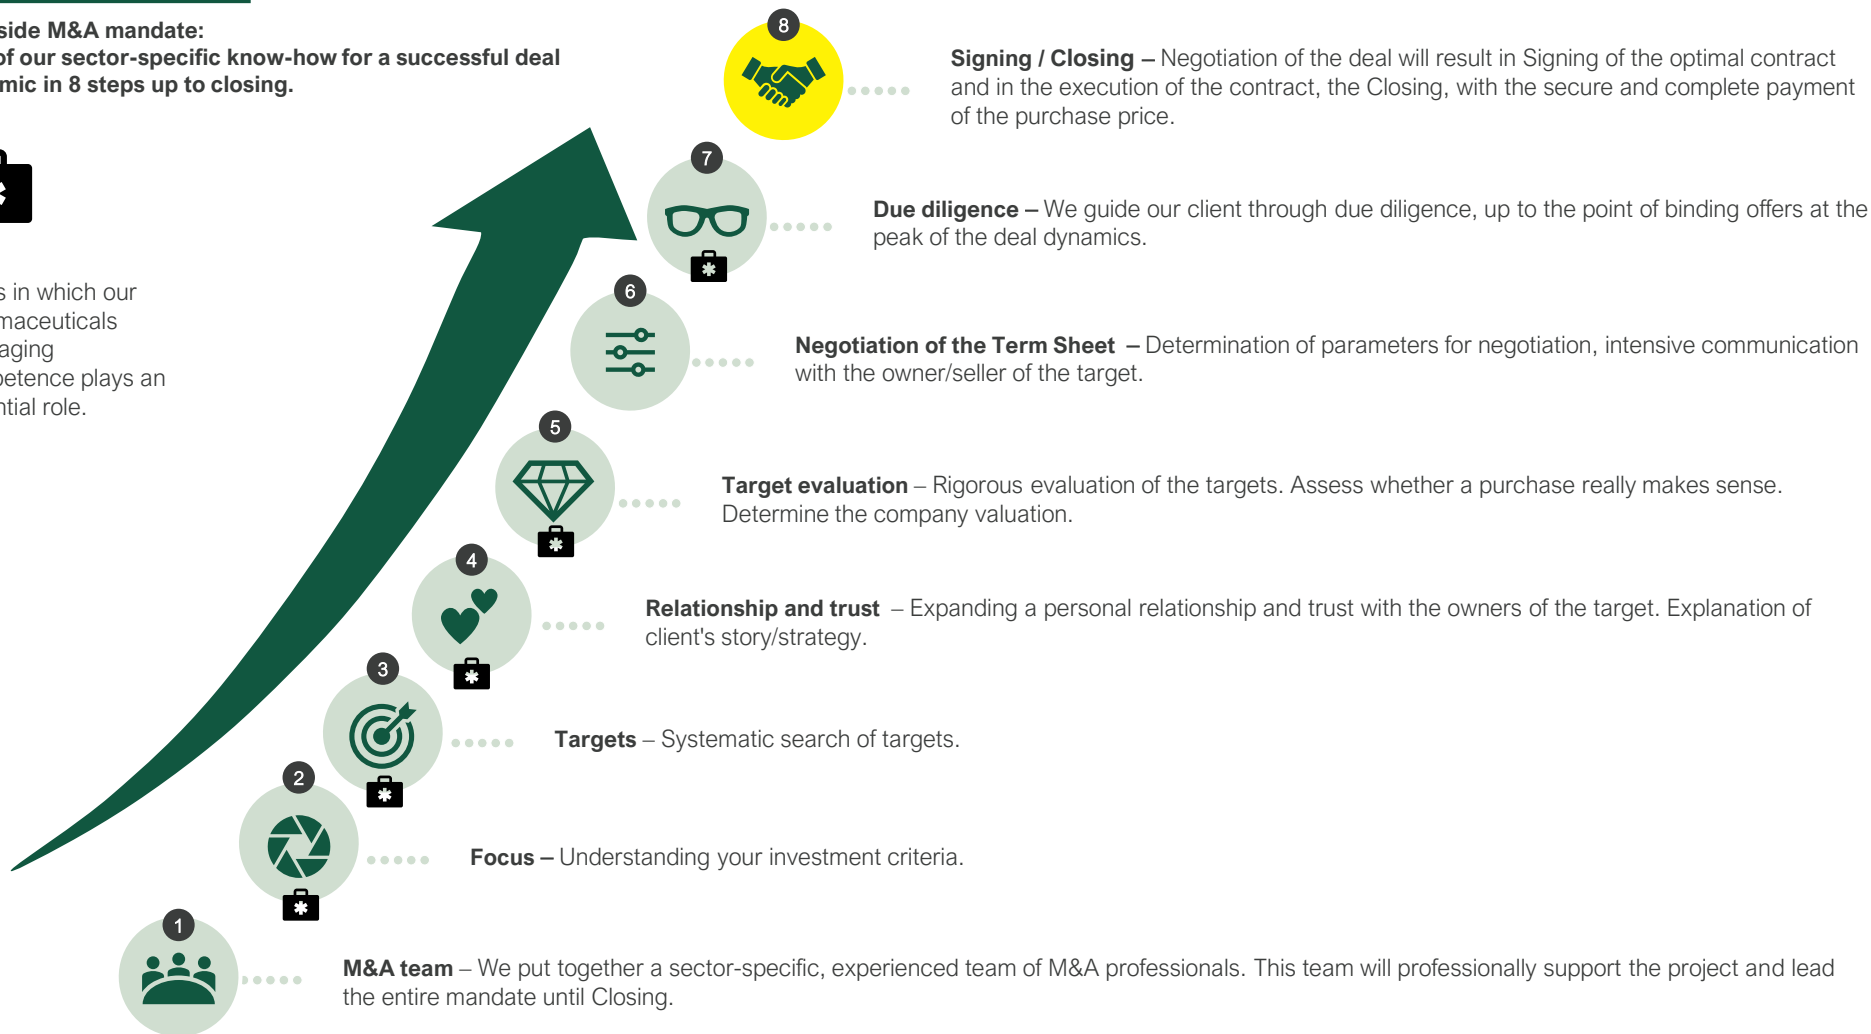 side M&A mandate:
of our sector-specific know-how for a successful deal
mic in 8 steps up to closing.
8
Signing / Closing – Negotiation of the deal will result in Signing of the optimal contract
and in the execution of the contract, the Closing, with the secure and complete payment
of the purchase price.
7
Due diligence – We guide our client through due diligence, up to the point of binding offers at the
peak of the deal dynamics.
s in which our
maceuticals
aging
petence plays an
ntial role.
6
Negotiation of the Term Sheet – Determination of parameters for negotiation, intensive communication
with the owner/seller of the target.
5
Target evaluation – Rigorous evaluation of the targets. Assess whether a purchase really makes sense.
Determine the company valuation.
4
Relationship and trust – Expanding a personal relationship and trust with the owners of the target. Explanation of
client's story/strategy.
3
Targets – Systematic search of targets.
2
Focus – Understanding your investment criteria.
1
M&A team – We put together a sector-specific, experienced team of M&A professionals. This team will professionally support the project and lead
the entire mandate until Closing.